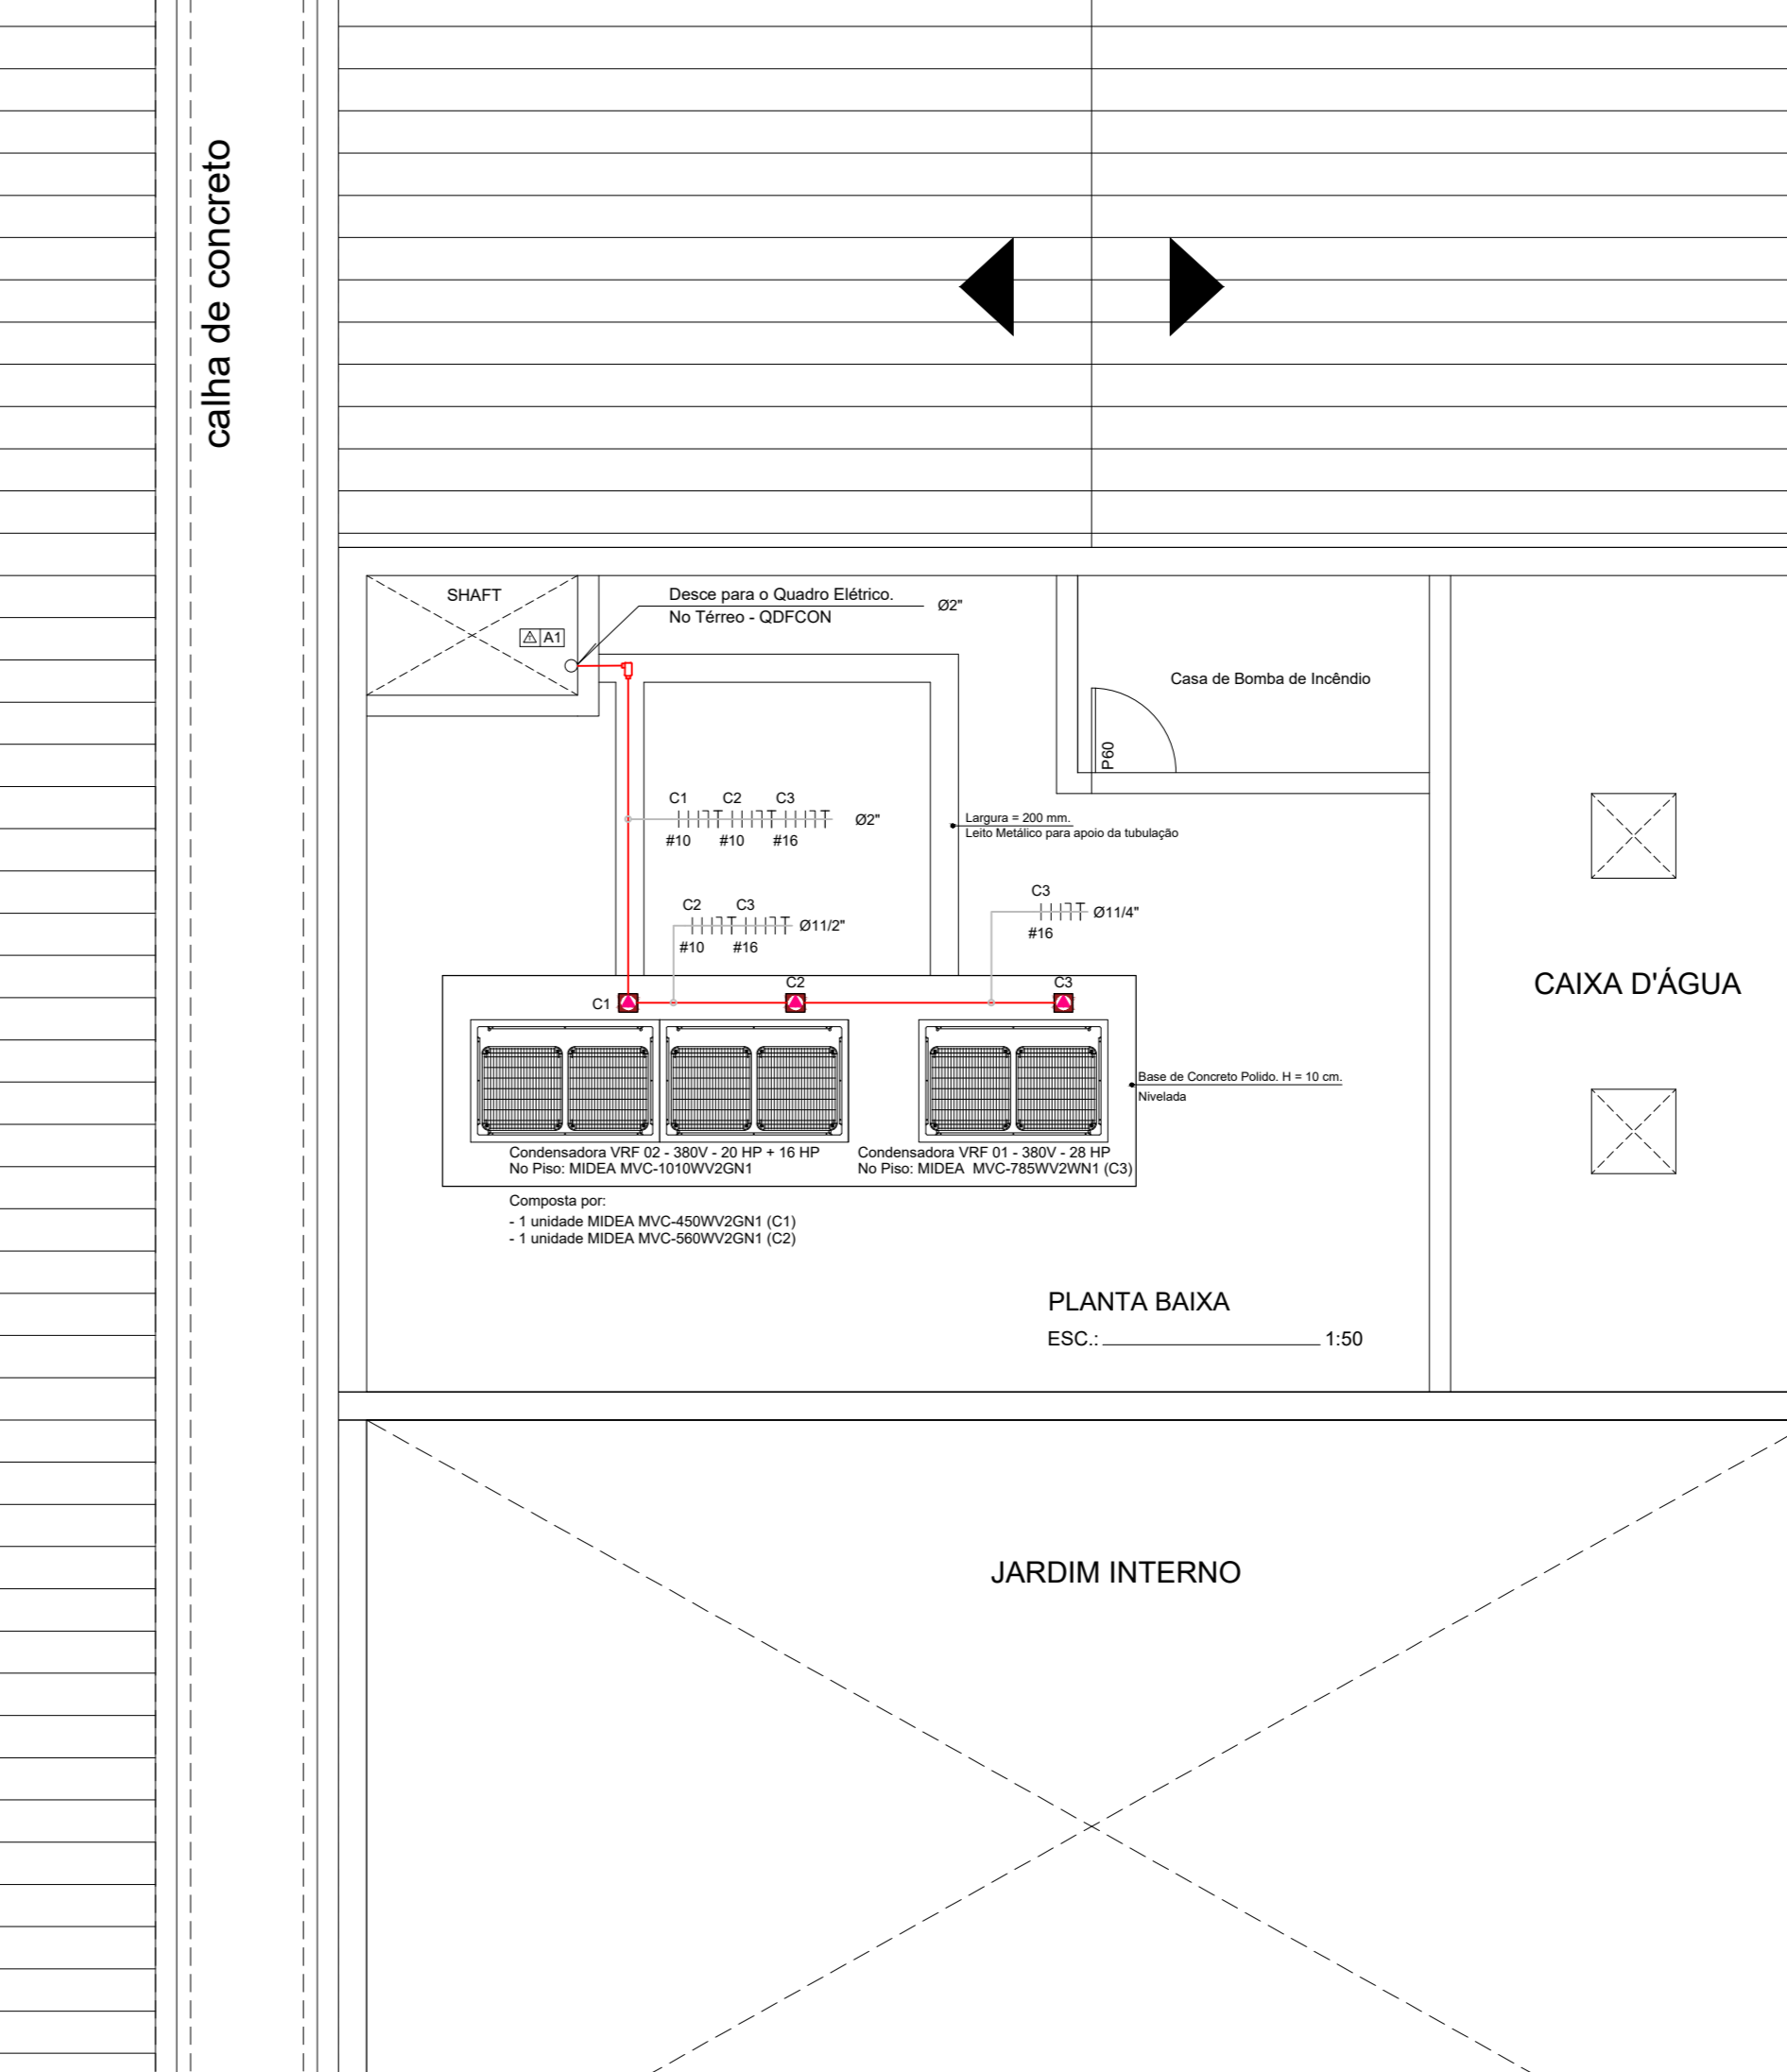 calha de concreto
SHAFT
A1
Desce para o Quadro Elétrico.
No Térreo - QDFCON
Ø2"
Casa de Bomba de Incêndio
P60
C1 C2 C3
Ø2"
#10 #10 #16
Largura = 200 mm.
Leito Metálico para apoio da tubulação
C2 C3
Ø11/2"
#10 #16
C3
Ø11/4"
#16
CAIXA D'ÁGUA
C1
C2
C3
Base de Concreto Polido. H = 10 cm.
Nivelada
Condensadora VRF 02 - 380V - 20 HP + 16 HP
No Piso: MIDEA MVC-1010WV2GN1
Condensadora VRF 01 - 380V - 28 HP
No Piso: MIDEA MVC-785WV2WN1 (C3)
Composta por:
- 1 unidade MIDEA MVC-450WV2GN1 (C1)
- 1 unidade MIDEA MVC-560WV2GN1 (C2)
PLANTA BAIXA
ESC.: 1:50
JARDIM INTERNO